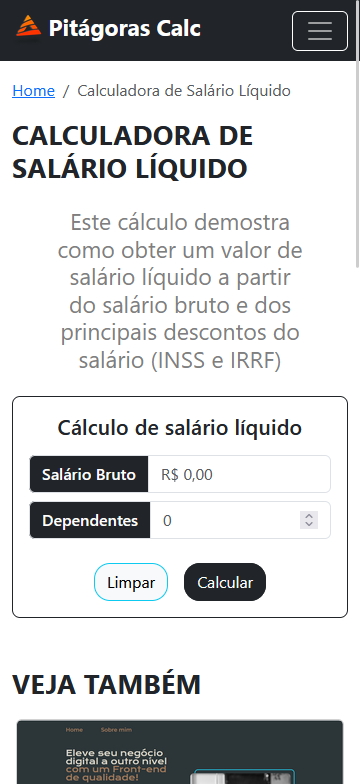 Pitágoras Calc
Home / Calculadora de Salário Líquido
CALCULADORA DE
SALÁRIO LÍQUIDO
Este cálculo demostra
como obter um valor de
salário líquido a partir
do salário bruto e dos
principais descontos do
salário (INSS e IRRF)
Cálculo de salário líquido
Salário Bruto R$ 0,00
Dependentes 0
Limpar Calcular
VEJA TAMBÉM
Home Sobre mim
Eleve seu negócio
digital a outro nível
com um Front-end
de qualidade!